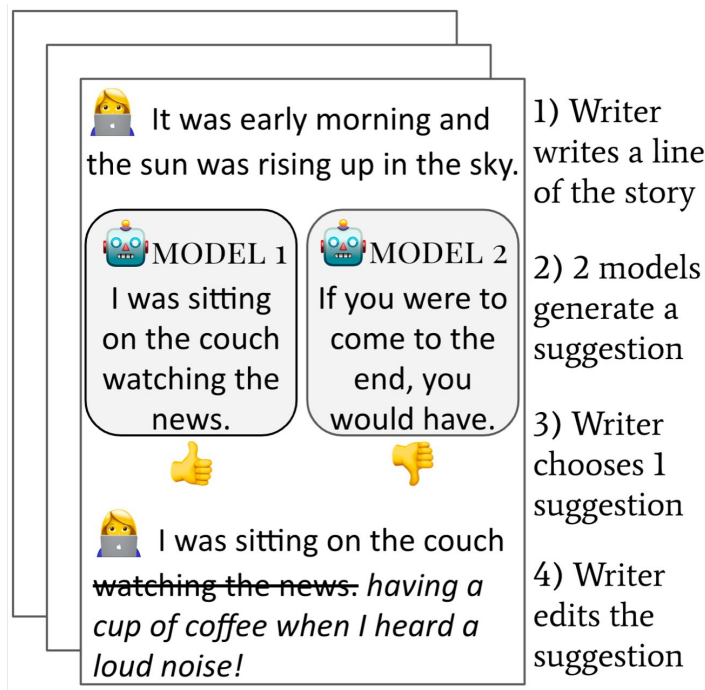 It was early morning and
the sun was rising up in the sky.
MODEL 1
I was sitting
on the couch
watching the
news.
MODEL 2
If you were to
come to the
end, you
would have.
I was sitting on the couch
watching the news. having a
cup of coffee when I heard a
loud noise!
1) Writer
writes a line
of the story
2) 2 models
generate a
suggestion
3) Writer
chooses 1
suggestion
4) Writer
edits the
suggestion